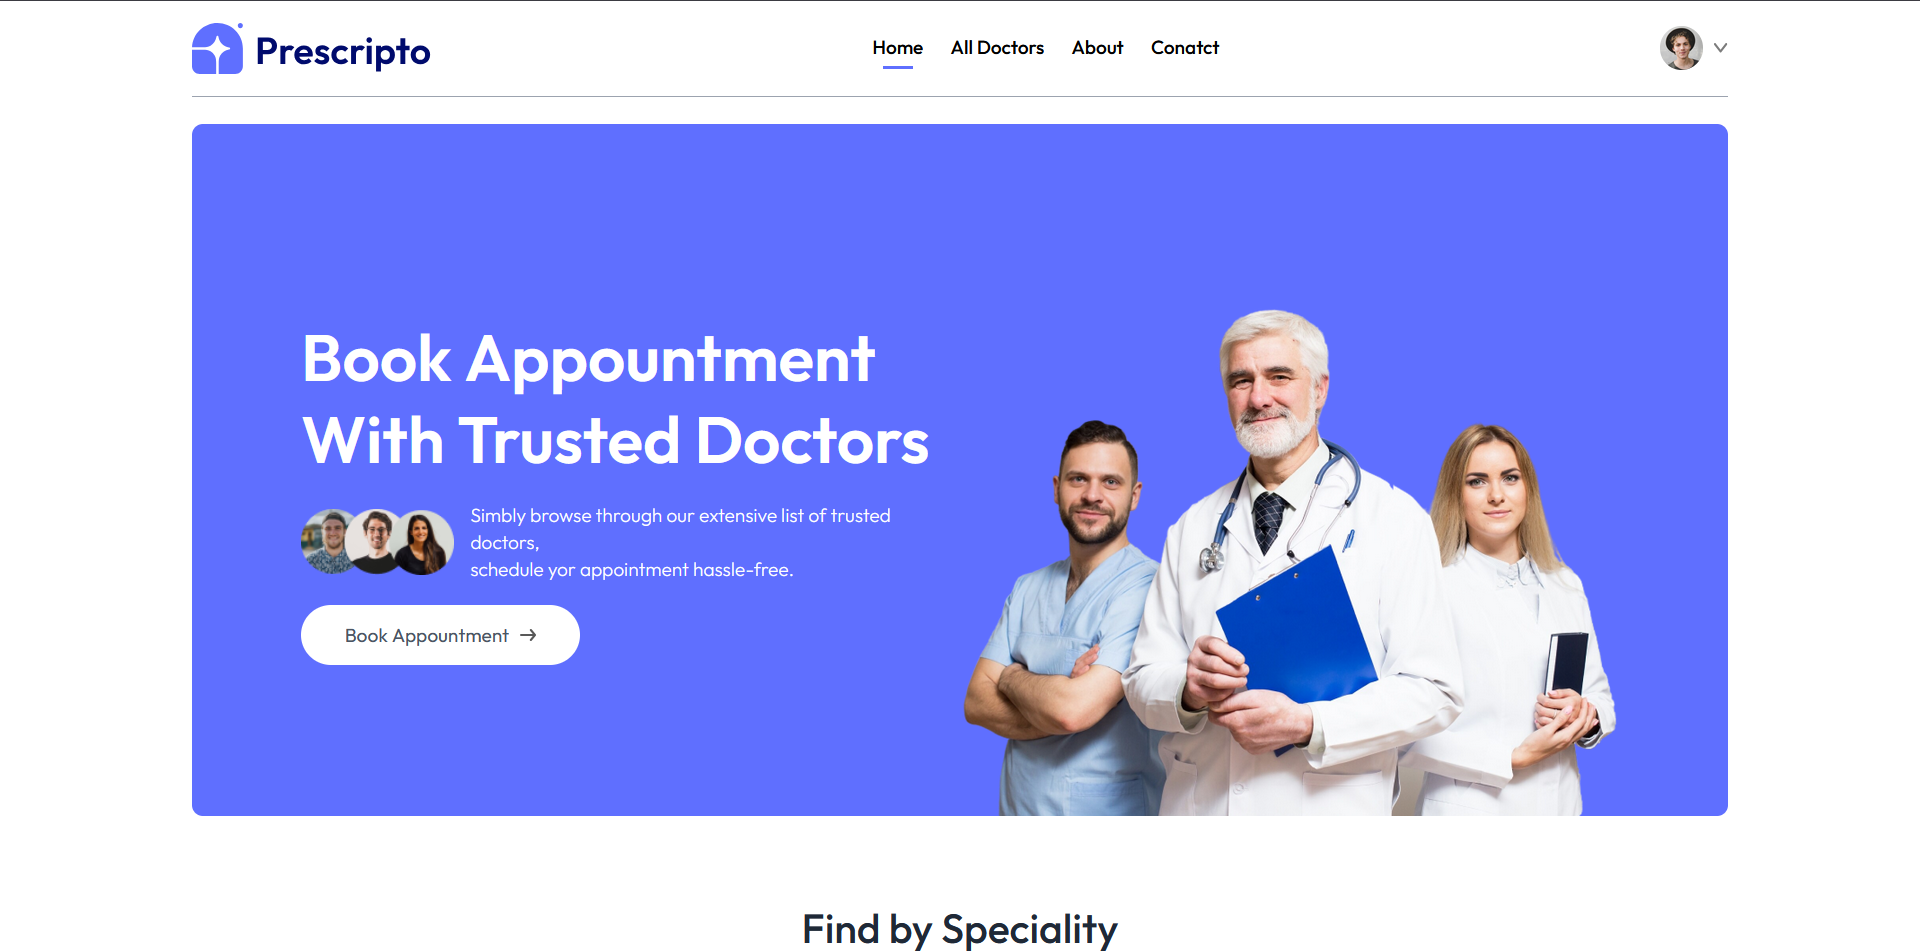 Prescripto
Home All Doctors About Conatct
Book Appountment
With Trusted Doctors
Simbly browse through our extensive list of trusted
doctors,
schedule yor appointment hassle-free.
Book Appountment
Find by Speciality